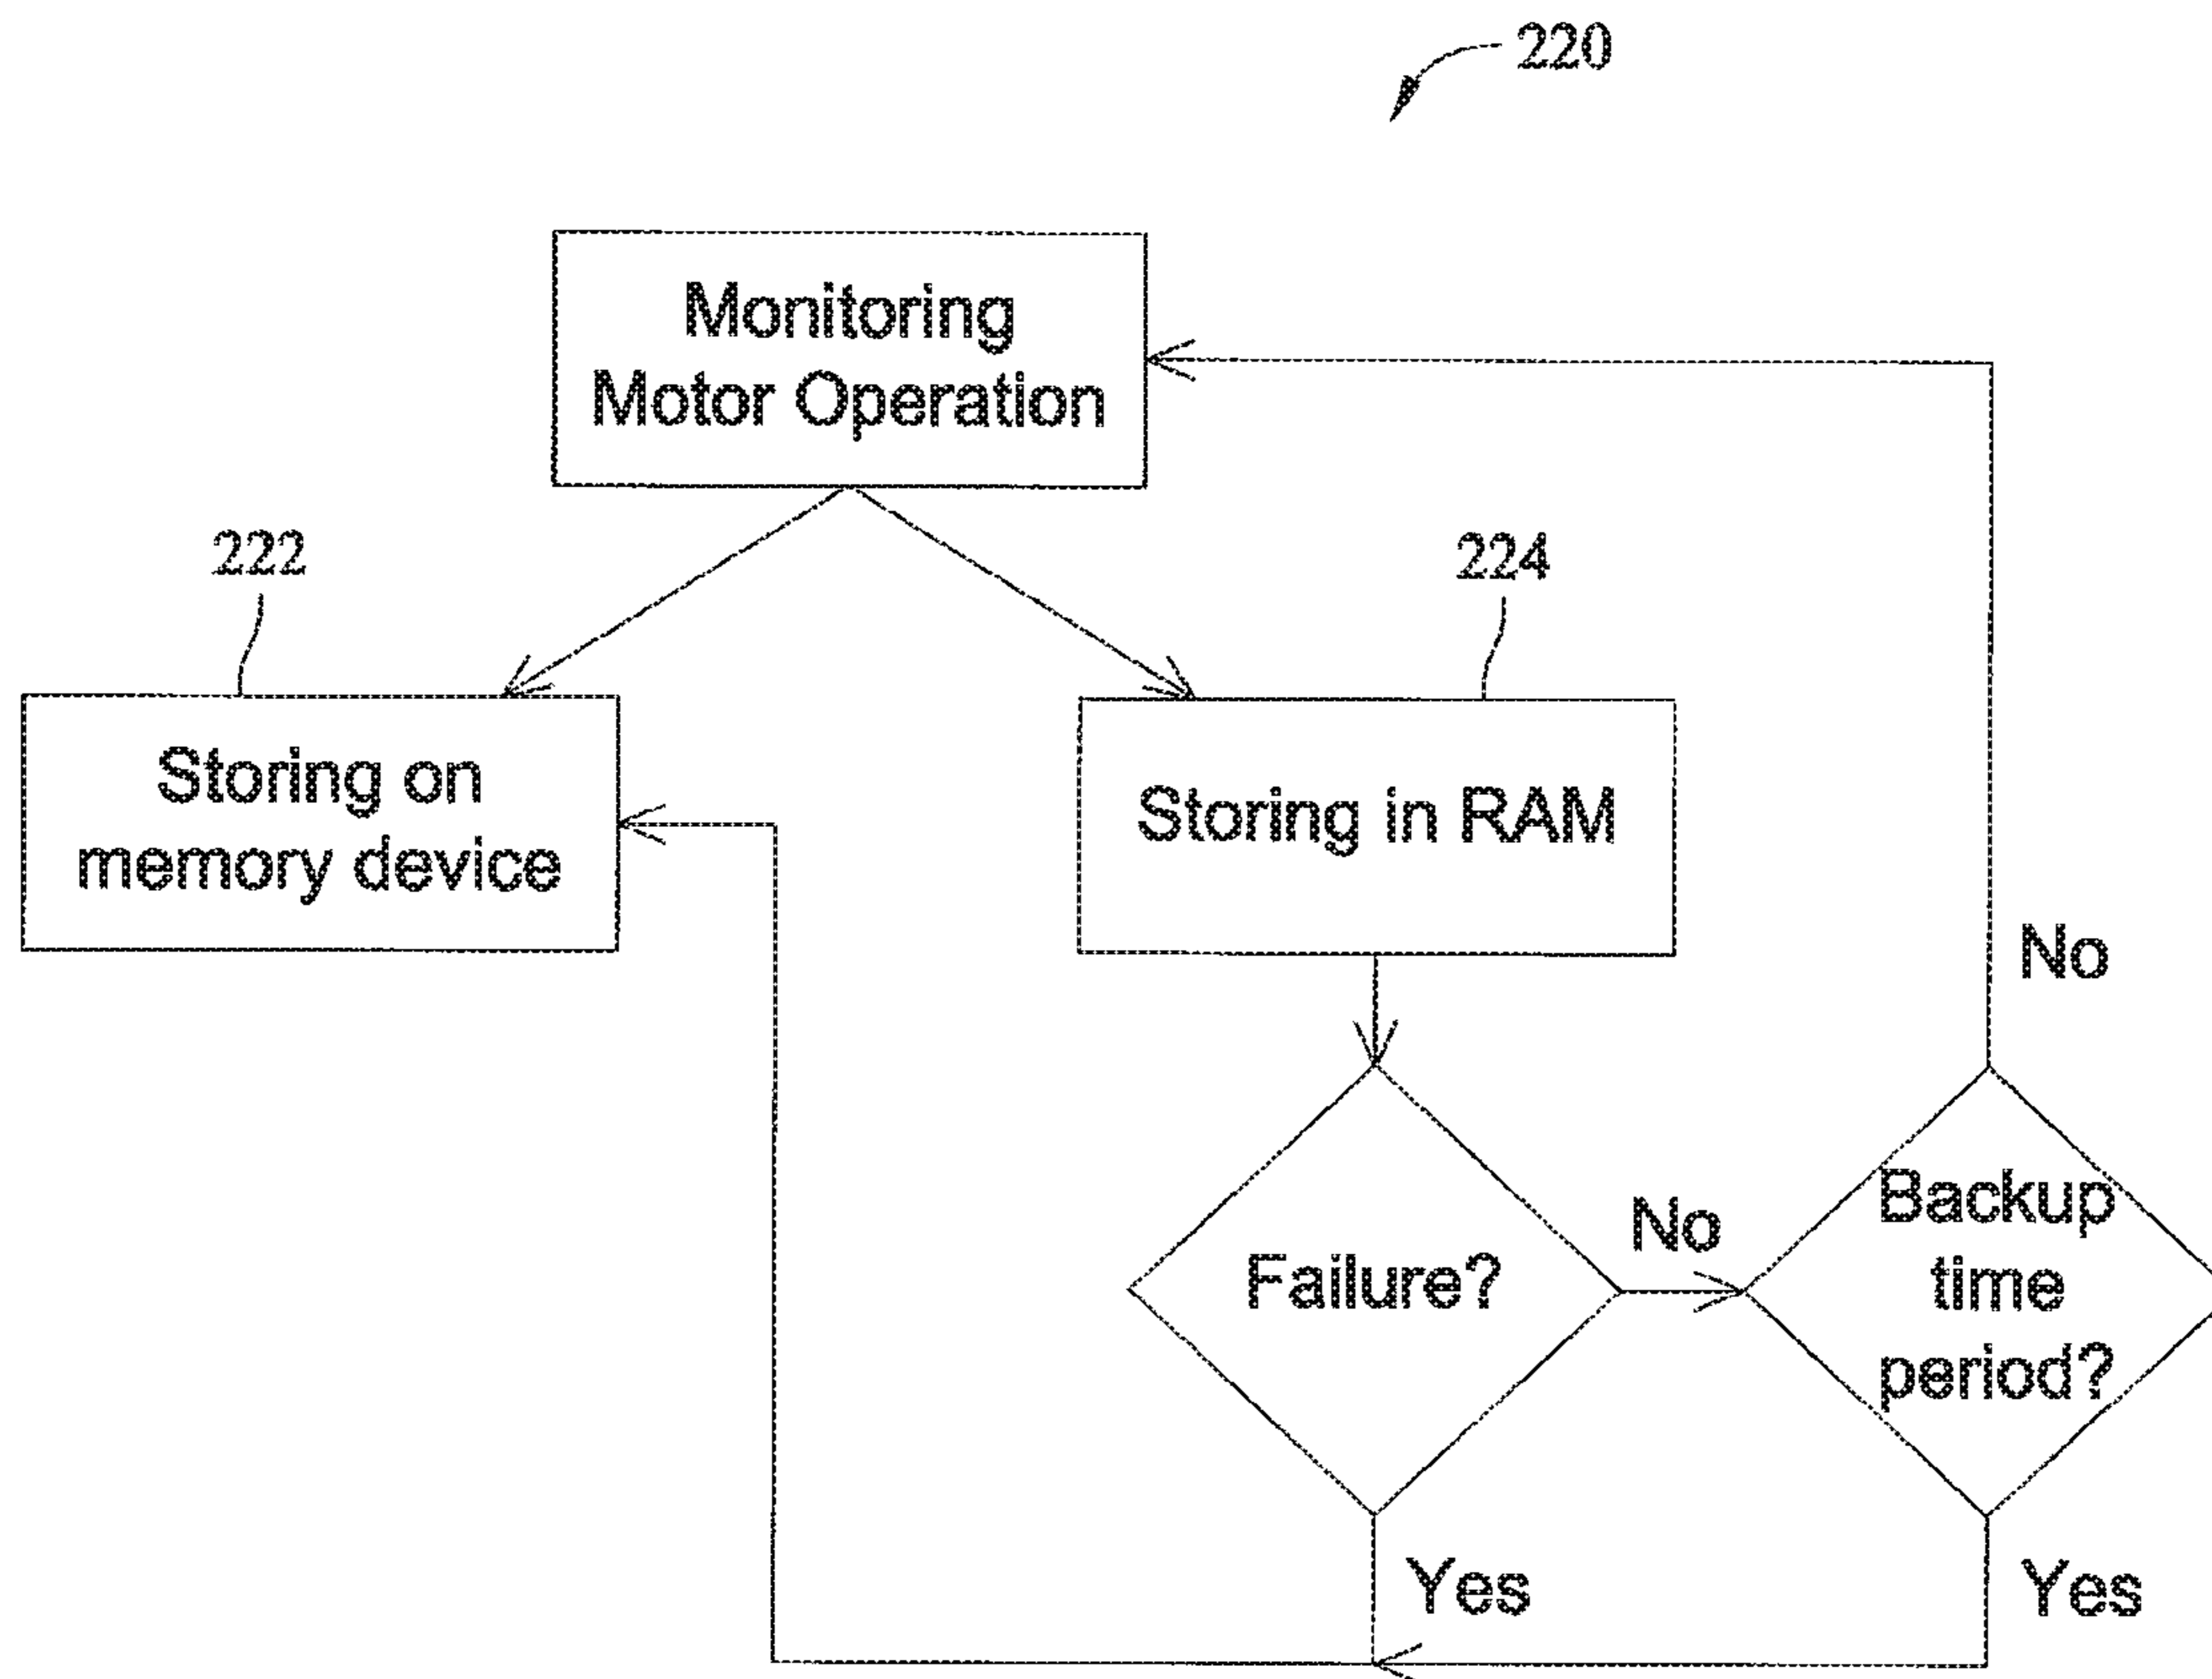 220
Monitoring
Motor Operation
222
224
Storing on
memory device
Storing in RAM
No
Failure?
No
Backup
time
period?
Yes
Yes